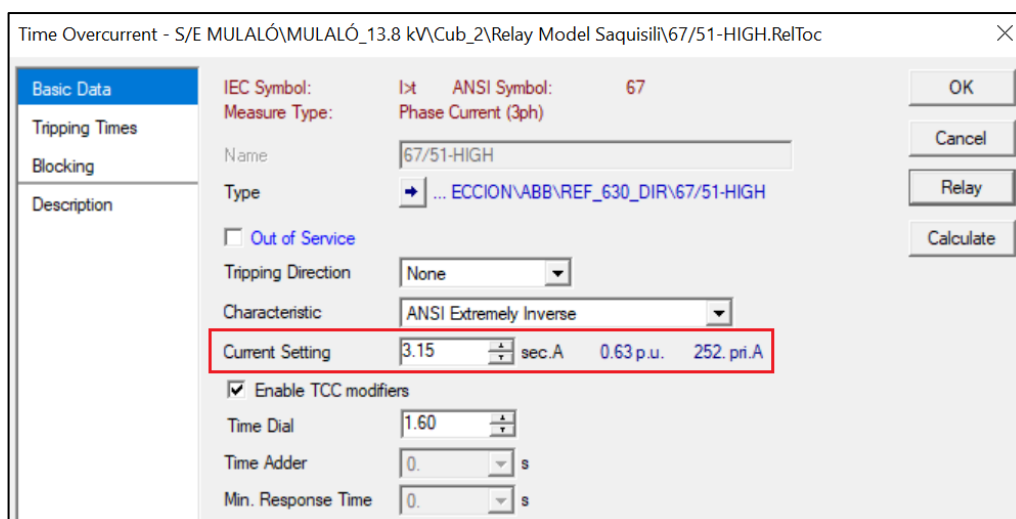 Time Overcurrent - S/E MULALÓ\MULALÓ_13.8 kV\Cub_2\Relay Model Saquisilí\67/51-HIGH.RelToc
Basic Data
Tripping Times
Blocking
Description
IEC Symbol: I>t ANSI Symbol: 67
Measure Type: Phase Current (3ph)
Name 67/51-HIGH
Type ... ECCION\ABB\REF_630_DIR\67/51-HIGH
Out of Service
Tripping Direction None
Characteristic ANSI Extremely Inverse
Current Setting 3.15 sec.A 0.63 p.u. 252. pri.A
Enable TCC modifiers
Time Dial 1.60
Time Adder 0. s
Min. Response Time 0. s
OK
Cancel
Relay
Calculate